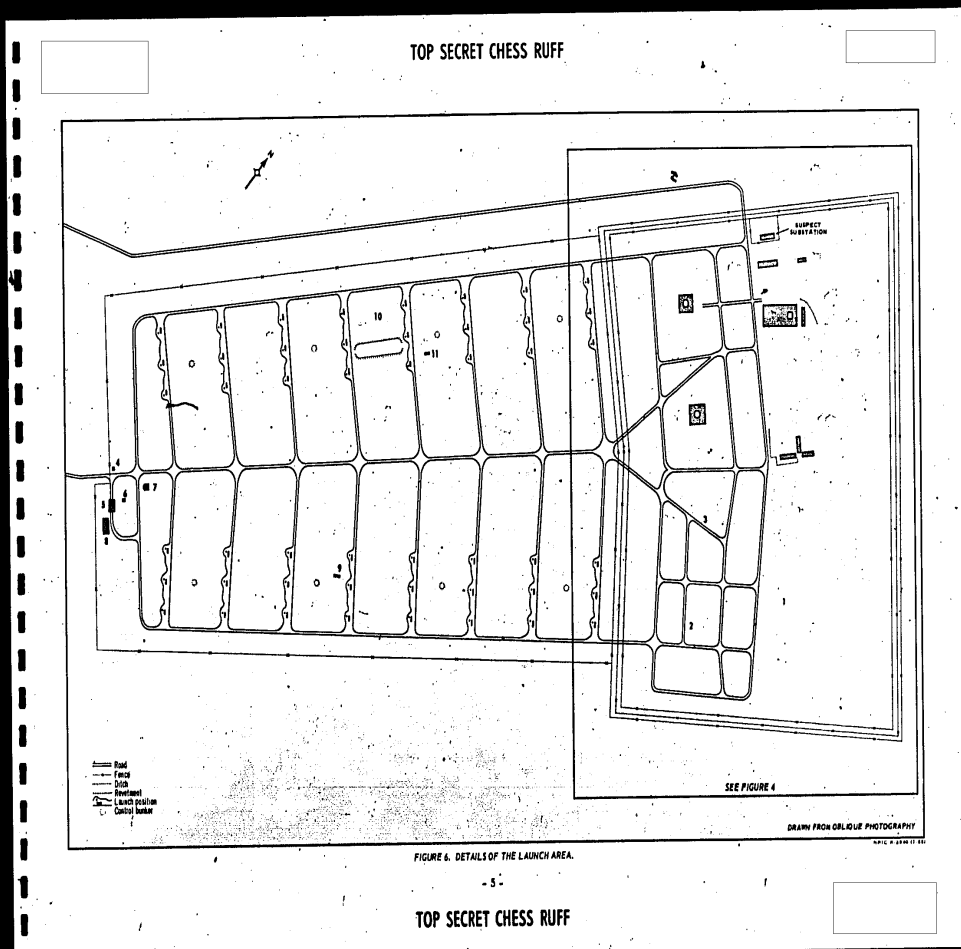 TOP SECRET CHESS RUFF
N
SUSPECT
SUBSTATION
10
11
4
6
7
5
8
9
3
1
2
Road
Fence
Ditch
Revetment
Launch position
Control bunker
SEE FIGURE 4
DRAWN FROM OBLIQUE PHOTOGRAPHY
FIGURE 6. DETAILS OF THE LAUNCH AREA.
- 5 -
TOP SECRET CHESS RUFF